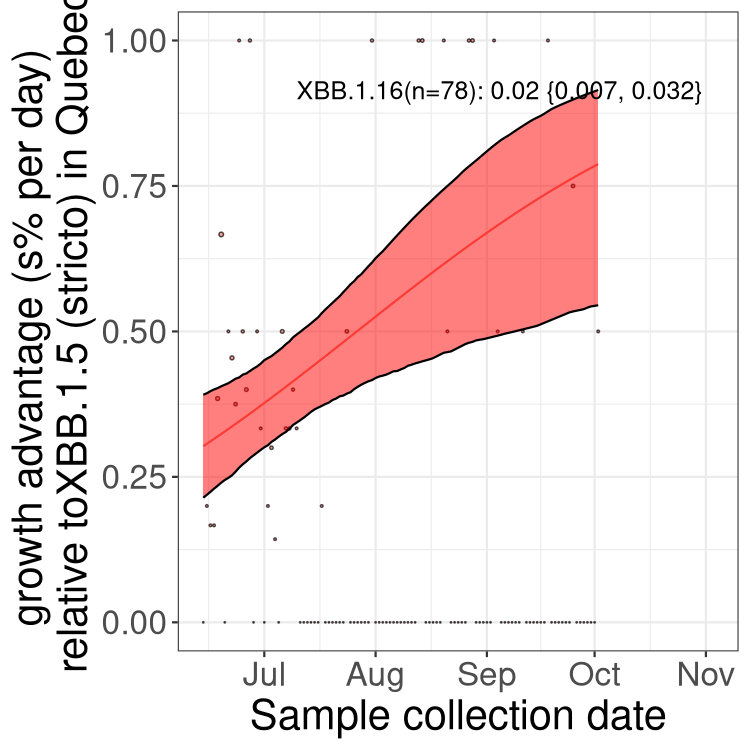 growth advantage (s% per day)
relative toXBB.1.5 (stricto) in Quebec
1.00
XBB.1.16(n=78): 0.02 {0.007, 0.032}
0.75
0.50
0.25
0.00
Jul Aug Sep Oct Nov
Sample collection date